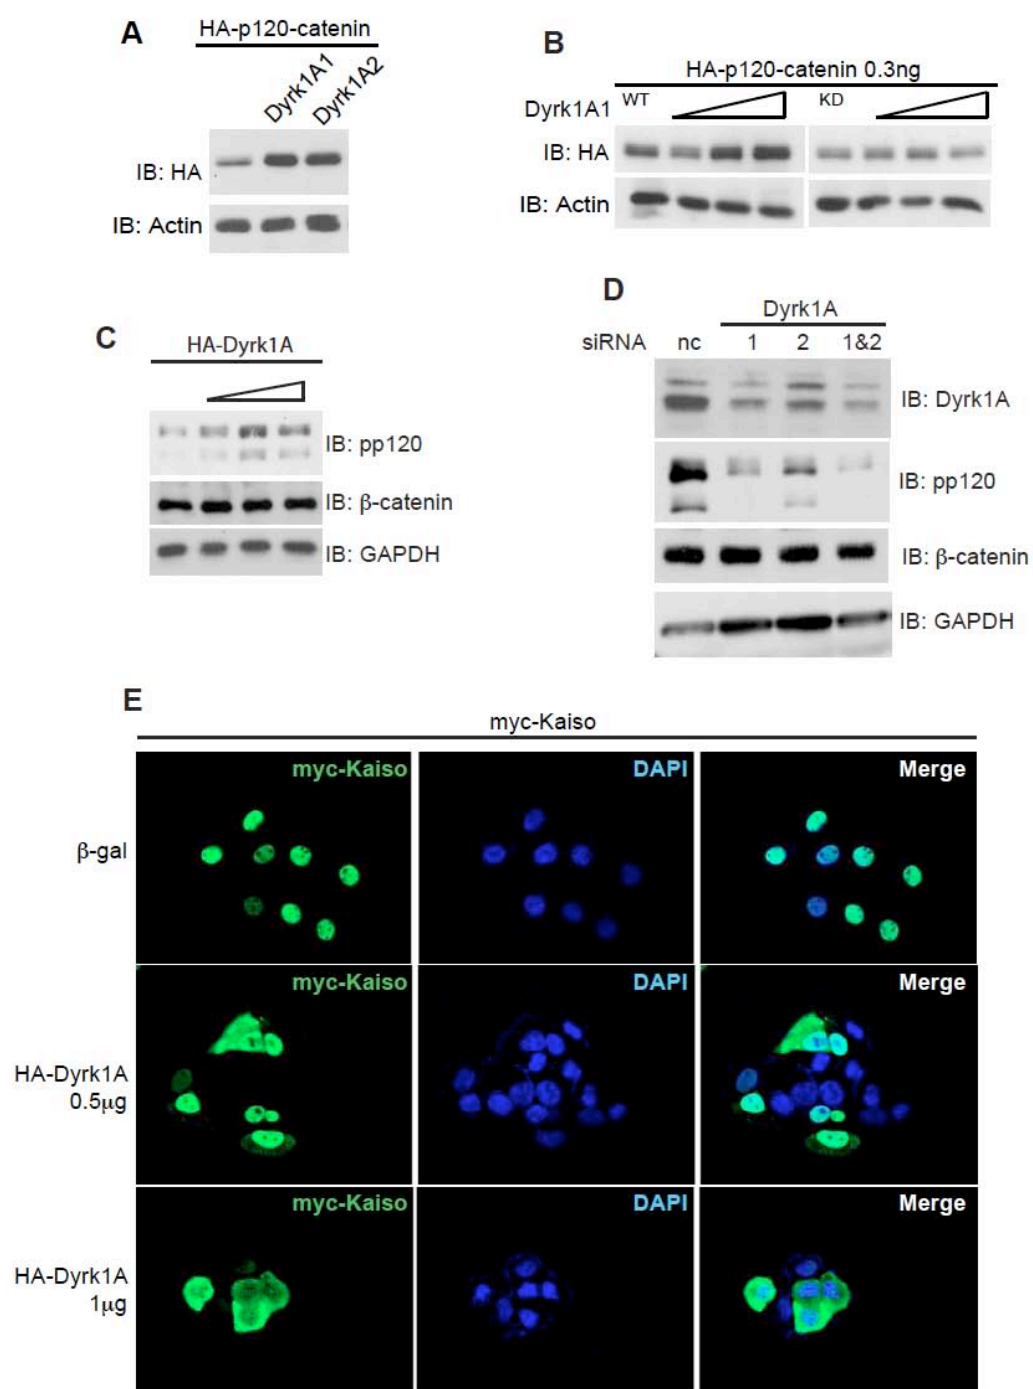 A
HA-p120-catenin
Dyrk1A1
Dyrk1A2
IB: HA
IB: Actin
B
HA-p120-catenin 0.3ng
Dyrk1A1
WT
KD
IB: HA
IB: Actin
C
HA-Dyrk1A
IB: pp120
IB: β-catenin
IB: GAPDH
D
Dyrk1A
siRNA nc 1 2 1&2
IB: Dyrk1A
IB: pp120
IB: β-catenin
IB: GAPDH
E
myc-Kaiso
myc-Kaiso DAPI Merge
β-gal
myc-Kaiso DAPI Merge
HA-Dyrk1A
0.5µg
myc-Kaiso DAPI Merge
HA-Dyrk1A
1µg